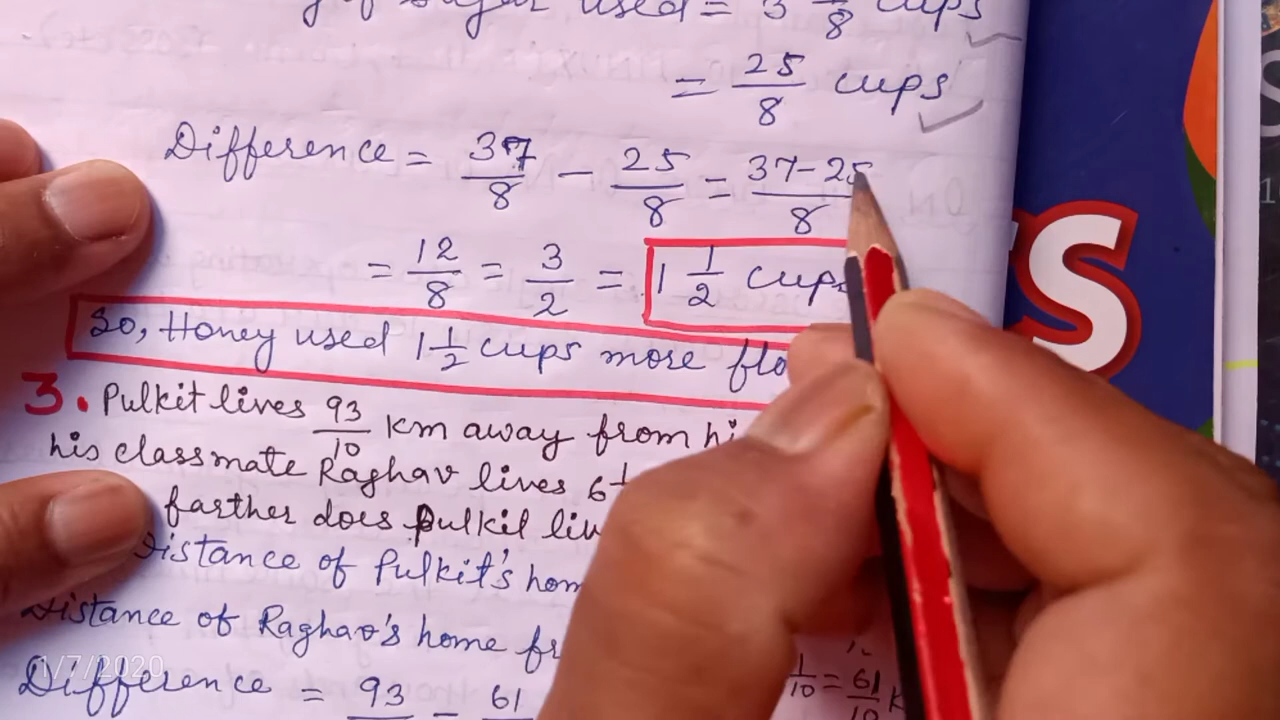 y of sugar used = 3 1/8 cups
= 25/8 cups
Difference = 37/8 - 25/8 = 37-25/8
= 12/8 = 3/2 = 1 1/2 cups
So, Honey used 1 1/2 cups more flo
3. Pulkit lives 93/10 km away from hi
his classmate Raghav lives 6 1
farther does Pulkit liv
Distance of Pulkit's hom
Distance of Raghav's home fr
1/10 = 61/10 k
Difference = 93 - 61
1/7/2020
S